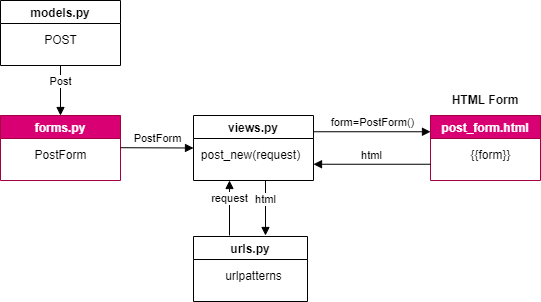 models.py
POST
Post
HTML Form
forms.py
PostForm
PostForm
views.py
post_new(request)
form=PostForm()
html
post_form.html
{{form}}
request
html
urls.py
urlpatterns